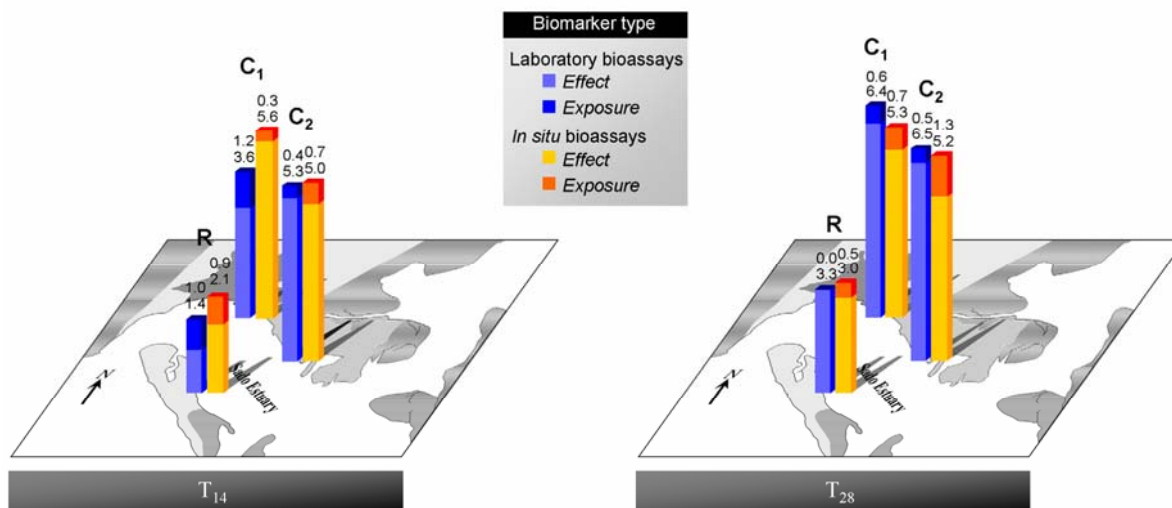 Biomarker type
Laboratory bioassays
Effect
Exposure
In situ bioassays
Effect
Exposure
C1
1.2
3.6
0.3
5.6
C2
0.4
5.3
0.7
5.0
R
1.0
1.4
0.9
2.1
N
Sado Estuary
T14
C1
0.6
6.4
0.7
5.3
C2
0.5
6.5
1.3
5.2
R
0.0
3.3
0.5
3.0
N
Sado Estuary
T28